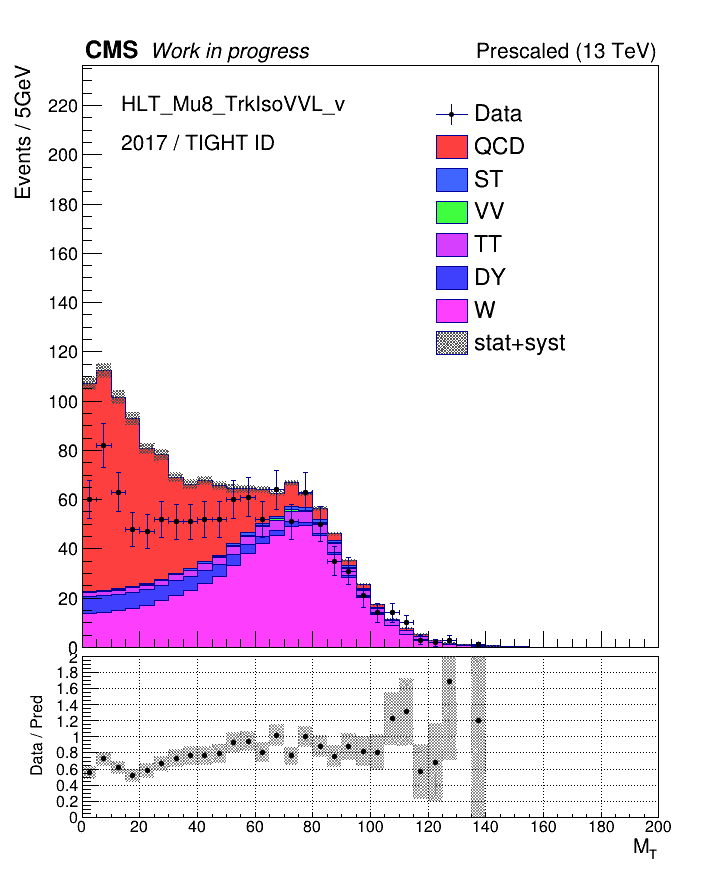 CMS Work in progress Prescaled (13 TeV)
Events / 5GeV
HLT_Mu8_TrkIsoVVL_v
2017 / TIGHT ID
Data
QCD
ST
VV
TT
DY
W
stat+syst
220
200
180
160
140
120
100
80
60
40
20
0
Data / Pred
2
1.8
1.6
1.4
1.2
1
0.8
0.6
0.4
0.2
0
0 20 40 60 80 100 120 140 160 180 200
M_T